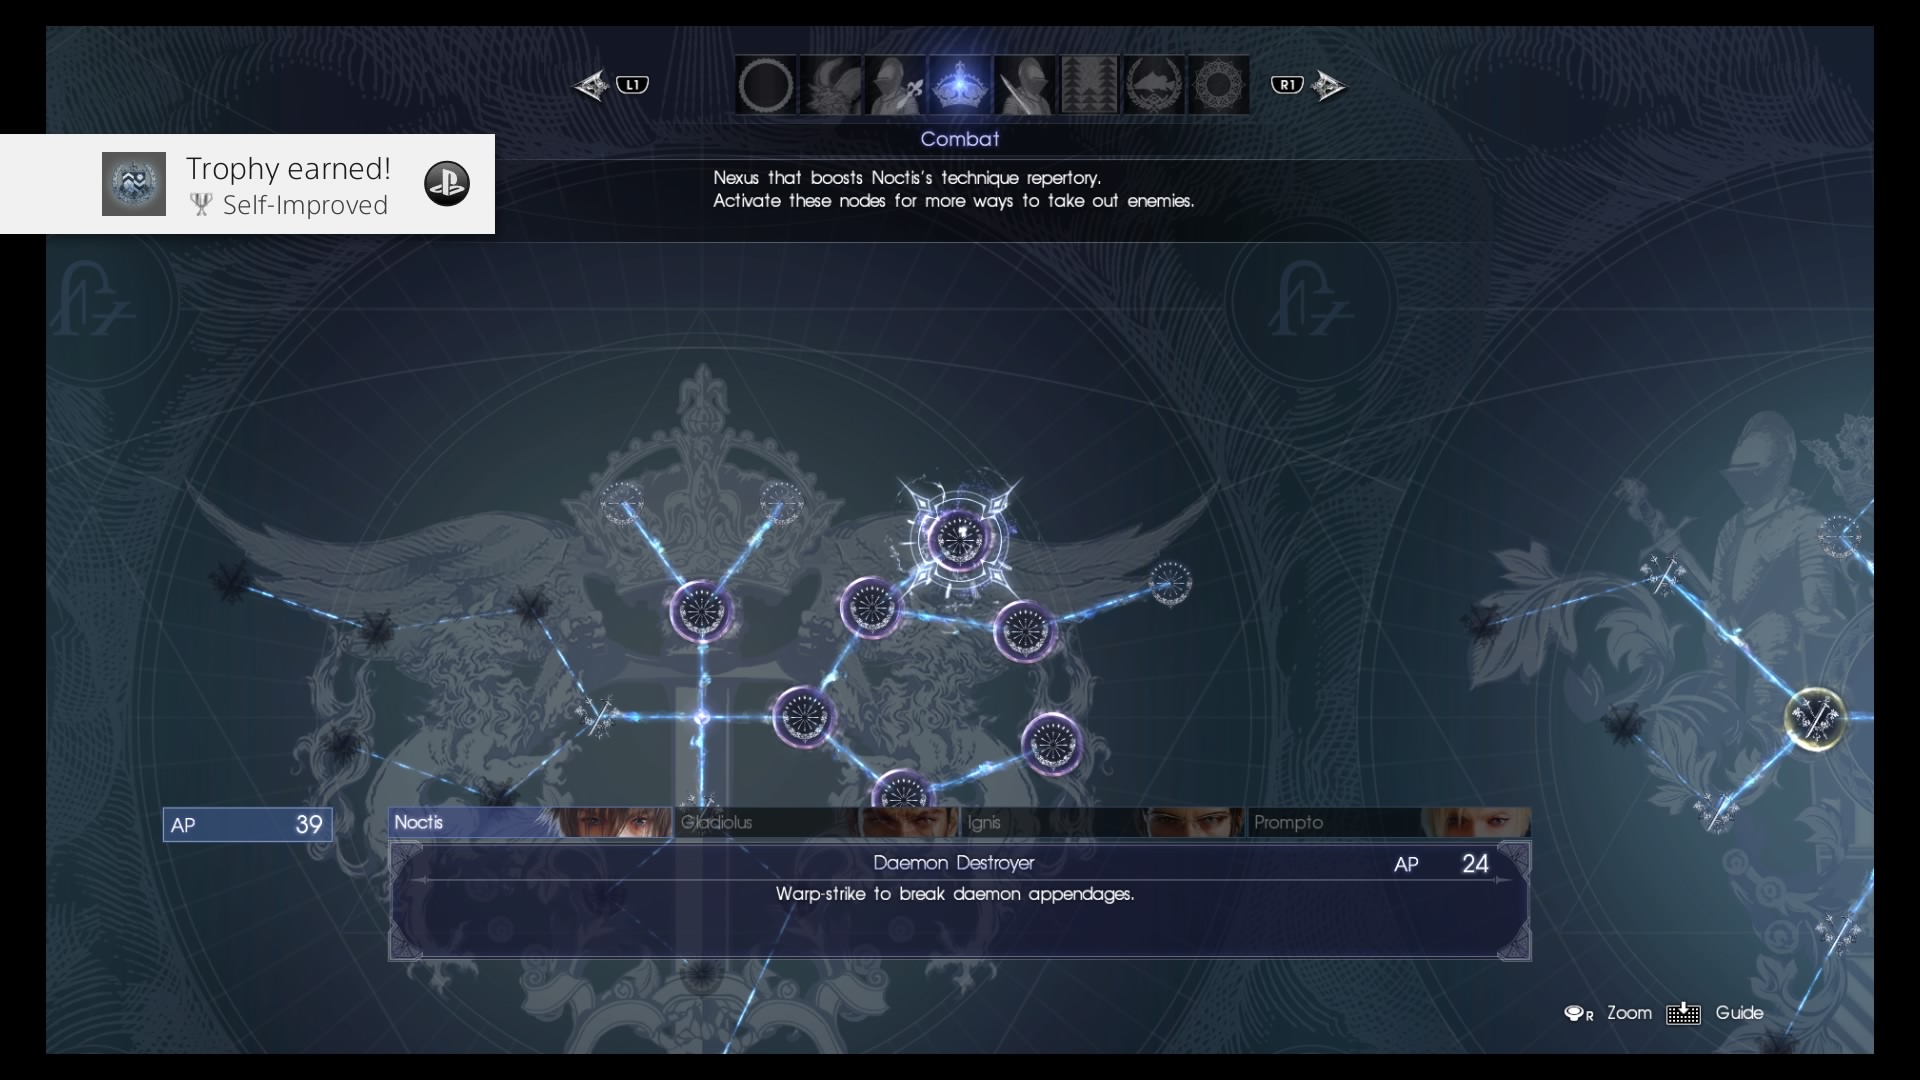 L1
R1
Combat
Trophy earned!
Self-Improved
Nexus that boosts Noctis's technique repertory.
Activate these nodes for more ways to take out enemies.
AP 39
Noctis
Gladiolus
Ignis
Prompto
Daemon Destroyer
AP 24
Warp-strike to break daemon appendages.
R Zoom
Guide